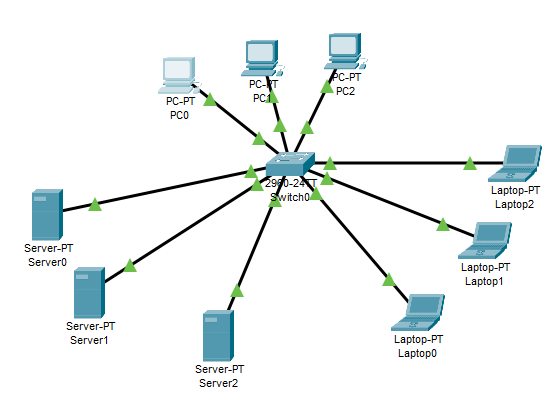 PC-PT
PC0
PC-PT
PC1
PC-PT
PC2
2960-24TT
Switch0
Laptop-PT
Laptop2
Laptop-PT
Laptop1
Laptop-PT
Laptop0
Server-PT
Server0
Server-PT
Server1
Server-PT
Server2